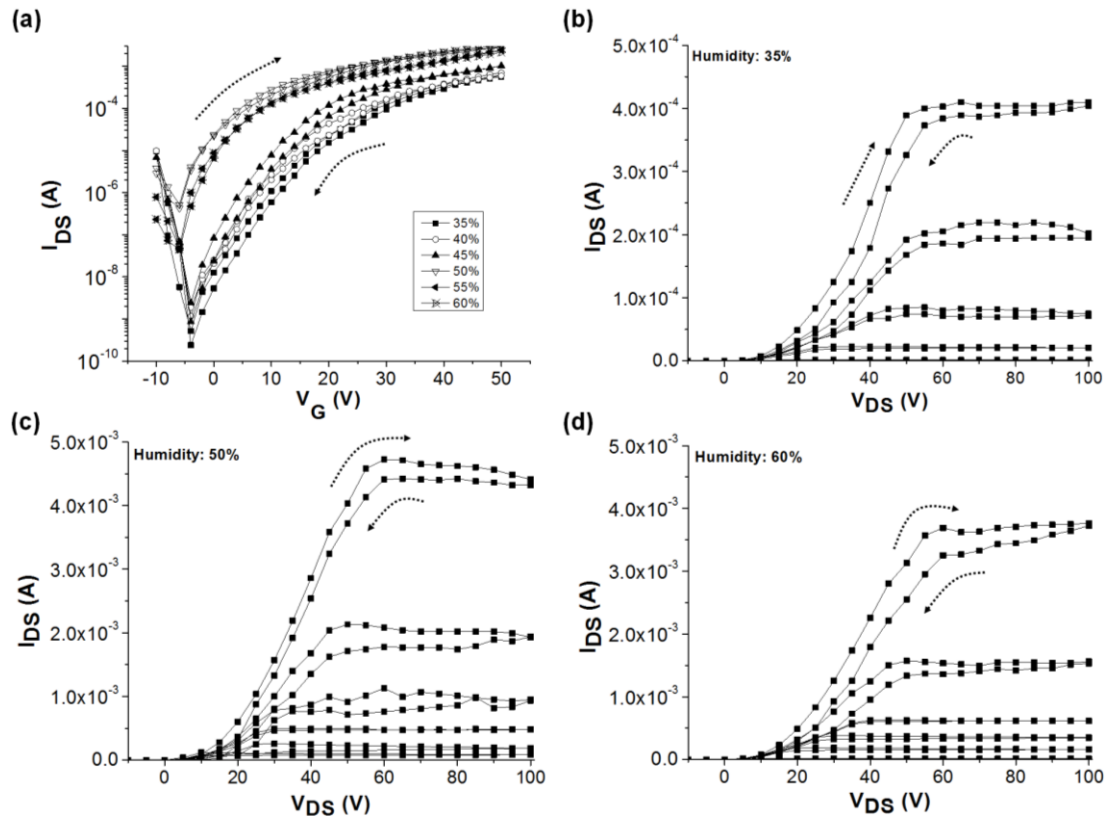 (a)
10⁻⁴
10⁻⁶
10⁻⁸
10⁻¹⁰
I_DS (A)
-10 0 10 20 30 40 50
V_G (V)
35%
40%
45%
50%
55%
60%
(b)
Humidity: 35%
5.0x10⁻⁴
4.0x10⁻⁴
3.0x10⁻⁴
2.0x10⁻⁴
1.0x10⁻⁴
0.0
I_DS (A)
0 20 40 60 80 100
V_DS (V)
(c)
Humidity: 50%
5.0x10⁻³
4.0x10⁻³
3.0x10⁻³
2.0x10⁻³
1.0x10⁻³
0.0
I_DS (A)
0 20 40 60 80 100
V_DS (V)
(d)
Humidity: 60%
5.0x10⁻³
4.0x10⁻³
3.0x10⁻³
2.0x10⁻³
1.0x10⁻³
0.0
I_DS (A)
0 20 40 60 80 100
V_DS (V)